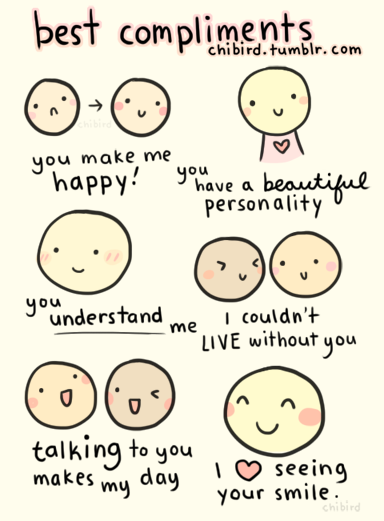 best compliments
chibird.tumblr.com
chibird
you make me
happy!
you
have a beautiful
personality
you
understand me
I couldn't
LIVE without you
talking to you
makes my day
I ♥ seeing
your smile.
chibird